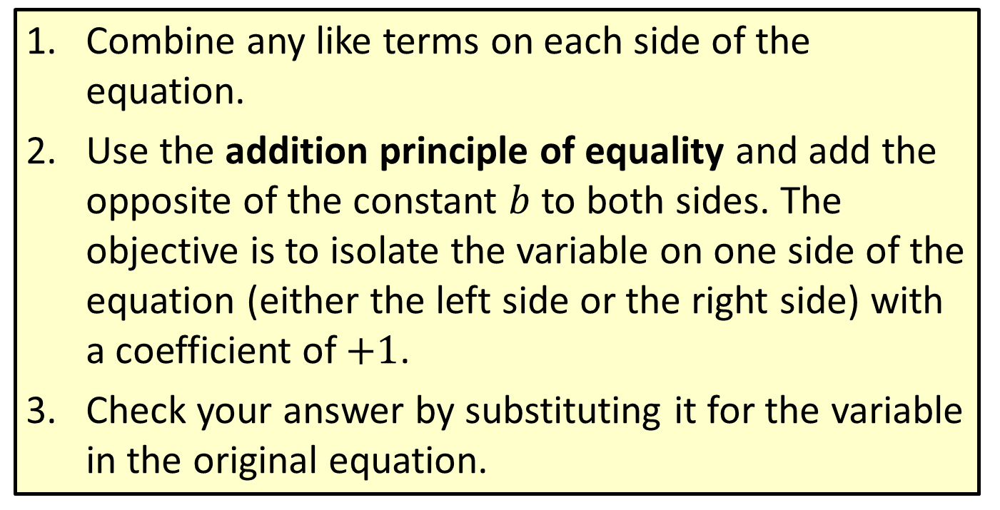 1. Combine any like terms on each side of the
equation.
2. Use the addition principle of equality and add the
opposite of the constant b to both sides. The
objective is to isolate the variable on one side of the
equation (either the left side or the right side) with
a coefficient of +1.
3. Check your answer by substituting it for the variable
in the original equation.